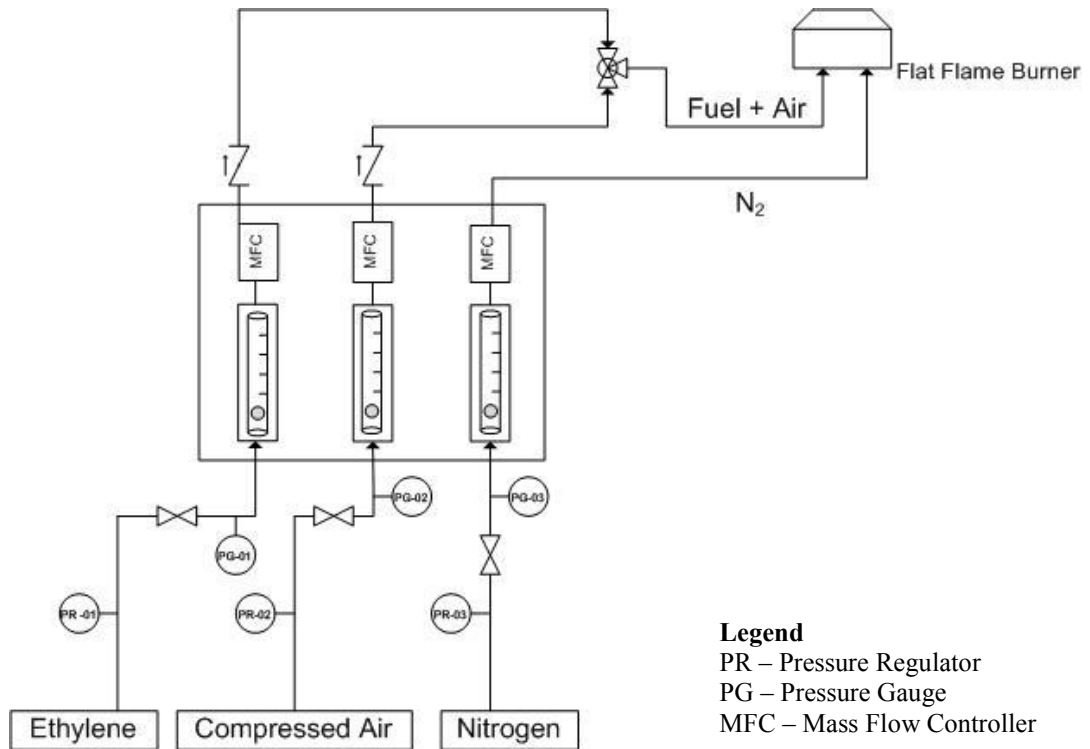 Flat Flame Burner
Fuel + Air
N₂
MFC
MFC
MFC
PG-02
PG-03
PG-01
PR -01
PR-02
PR-03
Legend
PR – Pressure Regulator
PG – Pressure Gauge
MFC – Mass Flow Controller
Ethylene
Compressed Air
Nitrogen